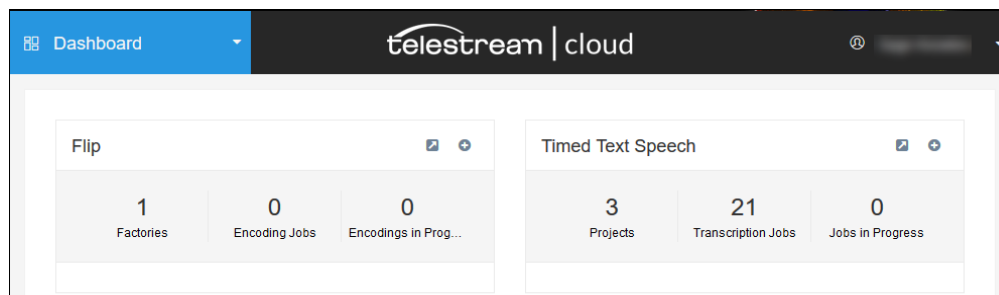 Dashboard
telestream | cloud
Flip
1
0
0
Factories
Encoding Jobs
Encodings in Prog...
Timed Text Speech
3
21
0
Projects
Transcription Jobs
Jobs in Progress